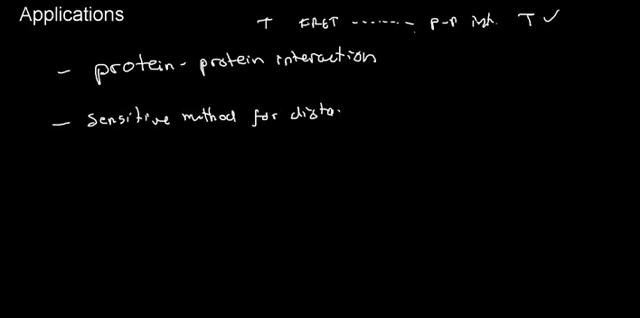 Applications
T FRET ........... P-P int. T ✓
- protein - protein interaction
- Sensitive method for dista.